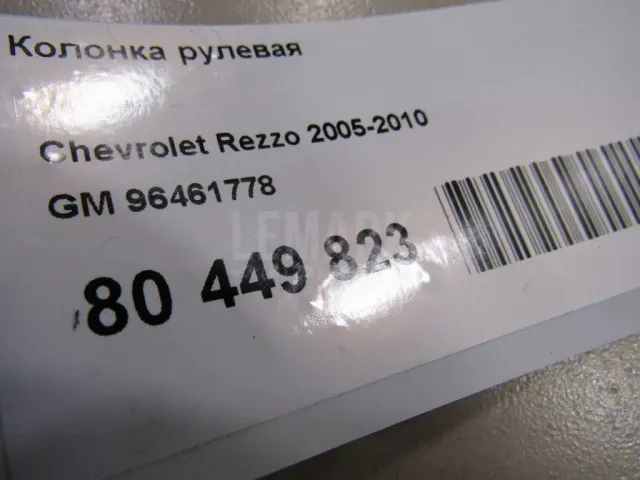 Колонка рулевая
Chevrolet Rezzo 2005-2010
GM 96461778
LEMARK
80 449 823